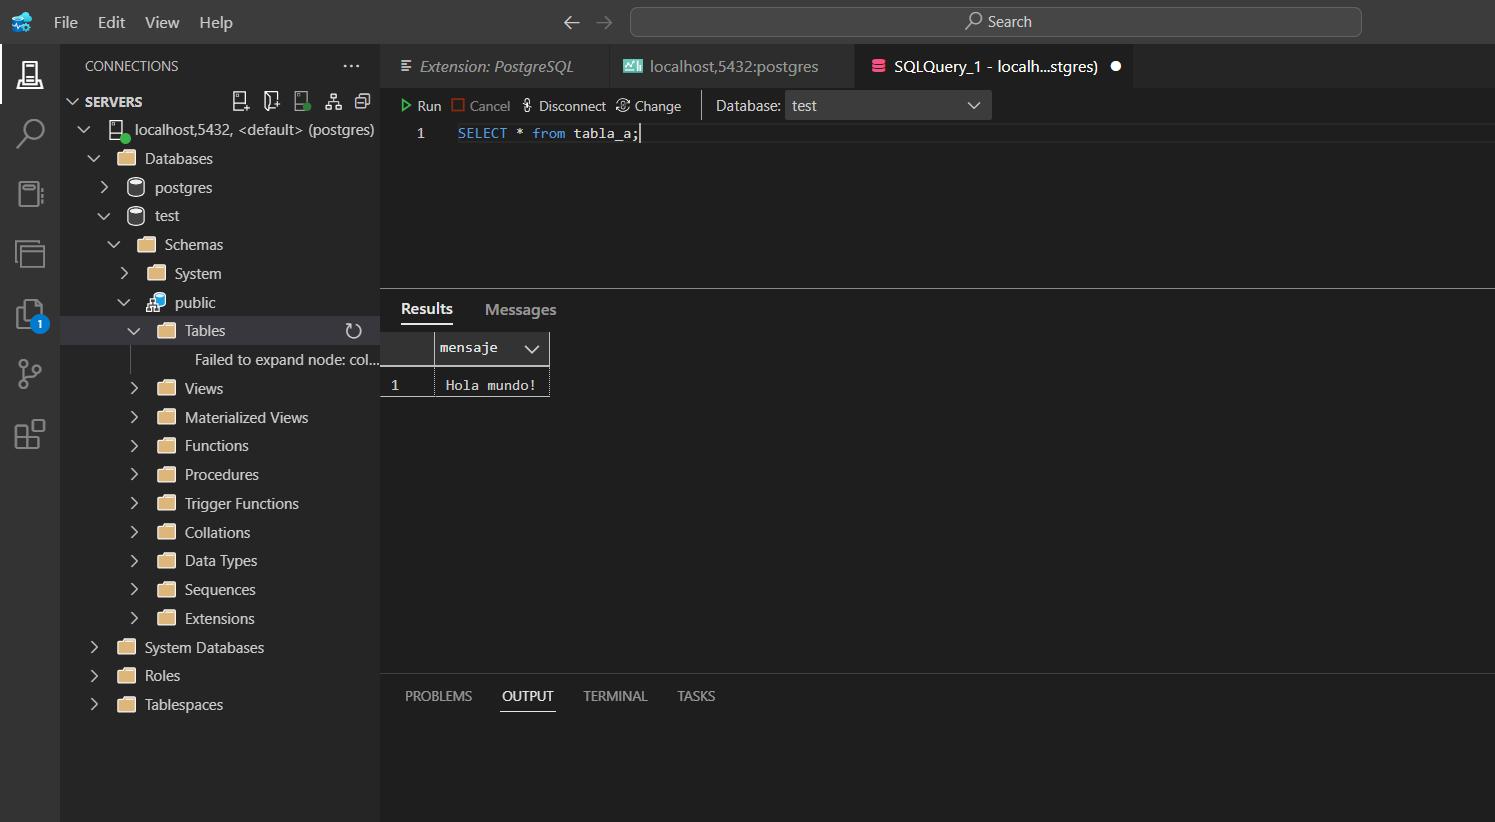 File Edit View Help
Search
CONNECTIONS ...
SERVERS
localhost,5432, <default> (postgres)
Databases
postgres
test
Schemas
System
public
Tables
Failed to expand node: col...
Views
Materialized Views
Functions
Procedures
Trigger Functions
Collations
Data Types
Sequences
Extensions
System Databases
Roles
Tablespaces
1
Extension: PostgreSQL
localhost,5432:postgres
SQLQuery_1 - localh...stgres)
Run Cancel Disconnect Change Database: test
1 SELECT * from tabla_a;
Results Messages
mensaje
1 Hola mundo!
PROBLEMS OUTPUT TERMINAL TASKS